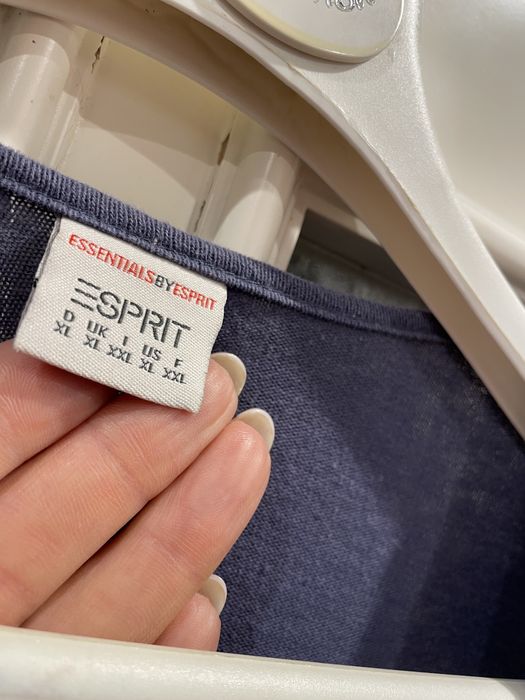 ESSENTIALSBYESPRIT
ESPRIT
D UK I US F
XL XL XXL XL XXL